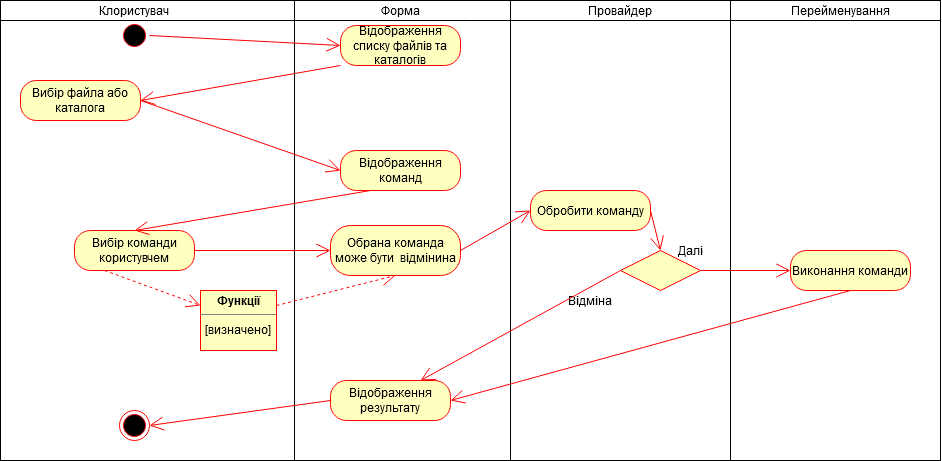 Клористувач
Форма
Провайдер
Перейменування
Відображення
списку файлів та
каталогів
Вибір файла або
каталога
Відображення
команд
Вибір команди
користувчем
Обрана команда
може бути відмінина
Обробити команду
Далі
Виконання команди
Функції
[визначено]
Відміна
Відображення
результату